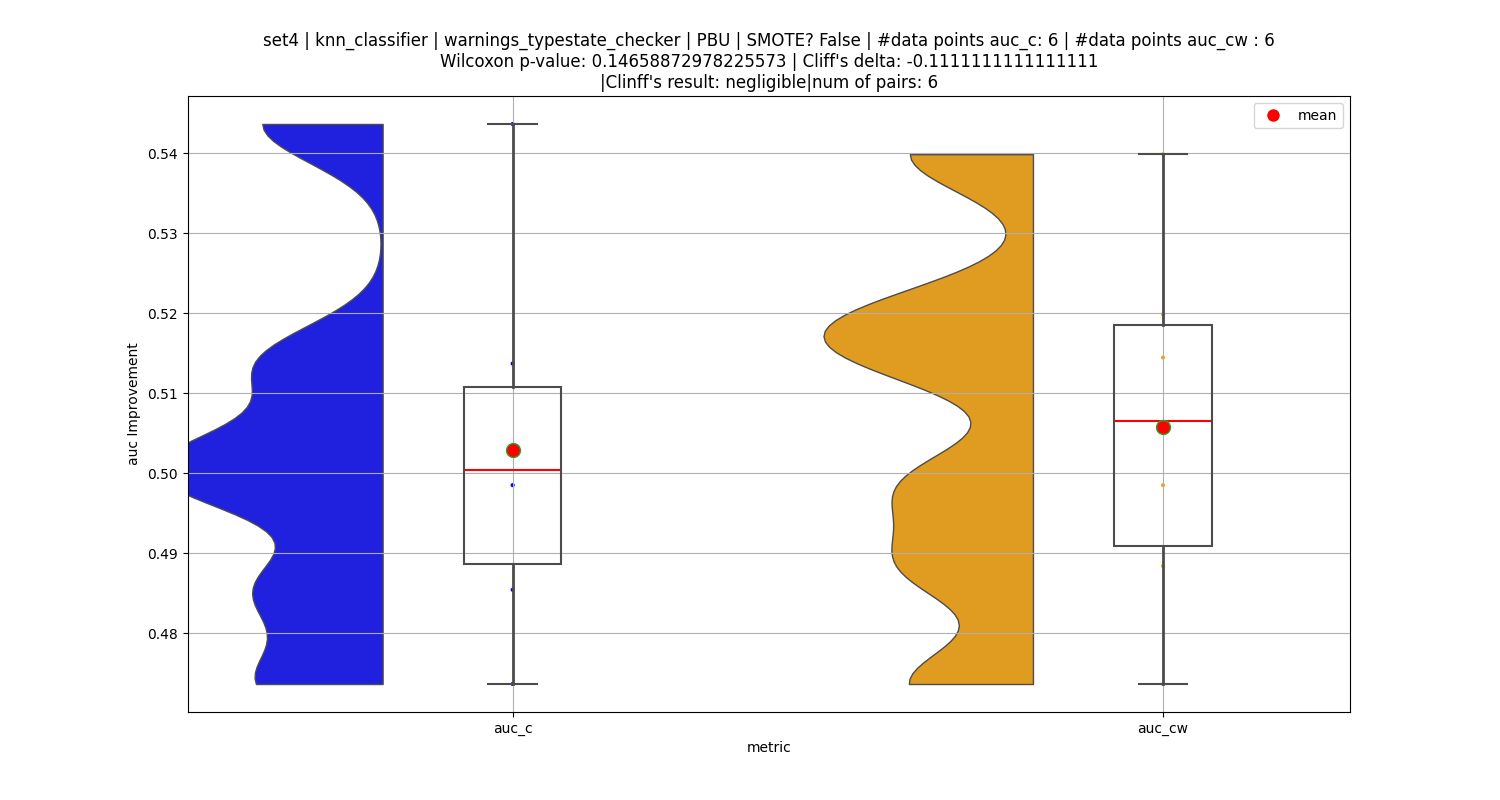 set4 | knn_classifier | warnings_typestate_checker | PBU | SMOTE? False | #data points auc_c: 6 | #data points auc_cw : 6
Wilcoxon p-value: 0.14658872978225573 | Cliff's delta: -0.1111111111111111
|Clinff's result: negligible|num of pairs: 6
mean
0.54
0.53
0.52
0.51
0.50
0.49
0.48
auc Improvement
auc_c
auc_cw
metric